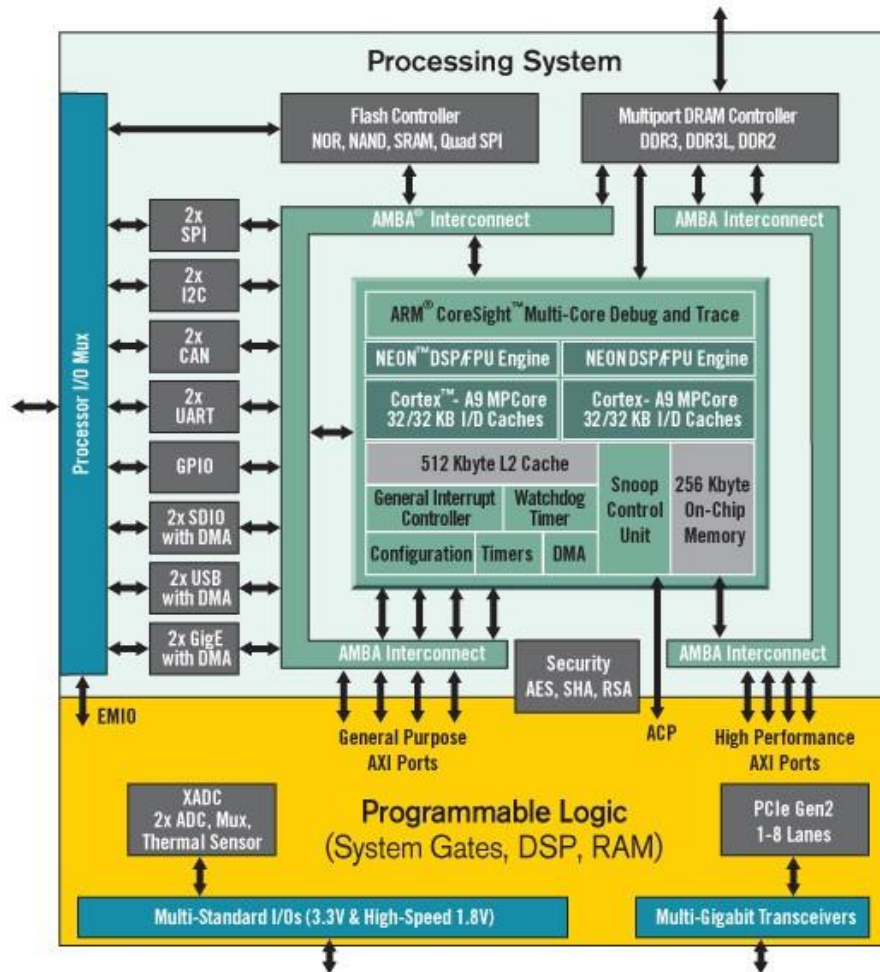 Processing System
Flash Controller
NOR, NAND, SRAM, Quad SPI
Multiport DRAM Controller
DDR3, DDR3L, DDR2
Processor I/O Mux
2x
SPI
2x
I2C
2x
CAN
2x
UART
GPIO
2x SDIO
with DMA
2x USB
with DMA
2x GigE
with DMA
AMBA® Interconnect
AMBA Interconnect
ARM® CoreSight™ Multi-Core Debug and Trace
NEON™ DSP/FPU Engine
NEON DSP/FPU Engine
Cortex™- A9 MPCore
32/32 KB I/D Caches
Cortex- A9 MPCore
32/32 KB I/D Caches
512 Kbyte L2 Cache
General Interrupt
Controller
Watchdog
Timer
Configuration
Timers
DMA
Snoop
Control
Unit
256 Kbyte
On-Chip
Memory
AMBA Interconnect
AMBA Interconnect
Security
AES, SHA, RSA
EMIO
General Purpose
AXI Ports
ACP
High Performance
AXI Ports
XADC
2x ADC, Mux,
Thermal Sensor
Programmable Logic
(System Gates, DSP, RAM)
PCIe Gen2
1-8 Lanes
Multi-Standard I/Os (3.3V & High-Speed 1.8V)
Multi-Gigabit Transceivers